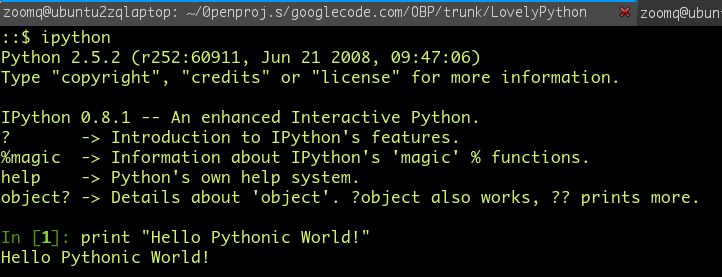 zoomq@ubuntu2zqlaptop: ~/0penproj.s/googlecode.com/OBP/trunk/LovelyPython zoomq@ubun
::$ ipython
Python 2.5.2 (r252:60911, Jun 21 2008, 09:47:06)
Type "copyright", "credits" or "license" for more information.
IPython 0.8.1 -- An enhanced Interactive Python.
? -> Introduction to IPython's features.
%magic -> Information about IPython's 'magic' % functions.
help -> Python's own help system.
object? -> Details about 'object'. ?object also works, ?? prints more.
In [1]: print "Hello Pythonic World!"
Hello Pythonic World!